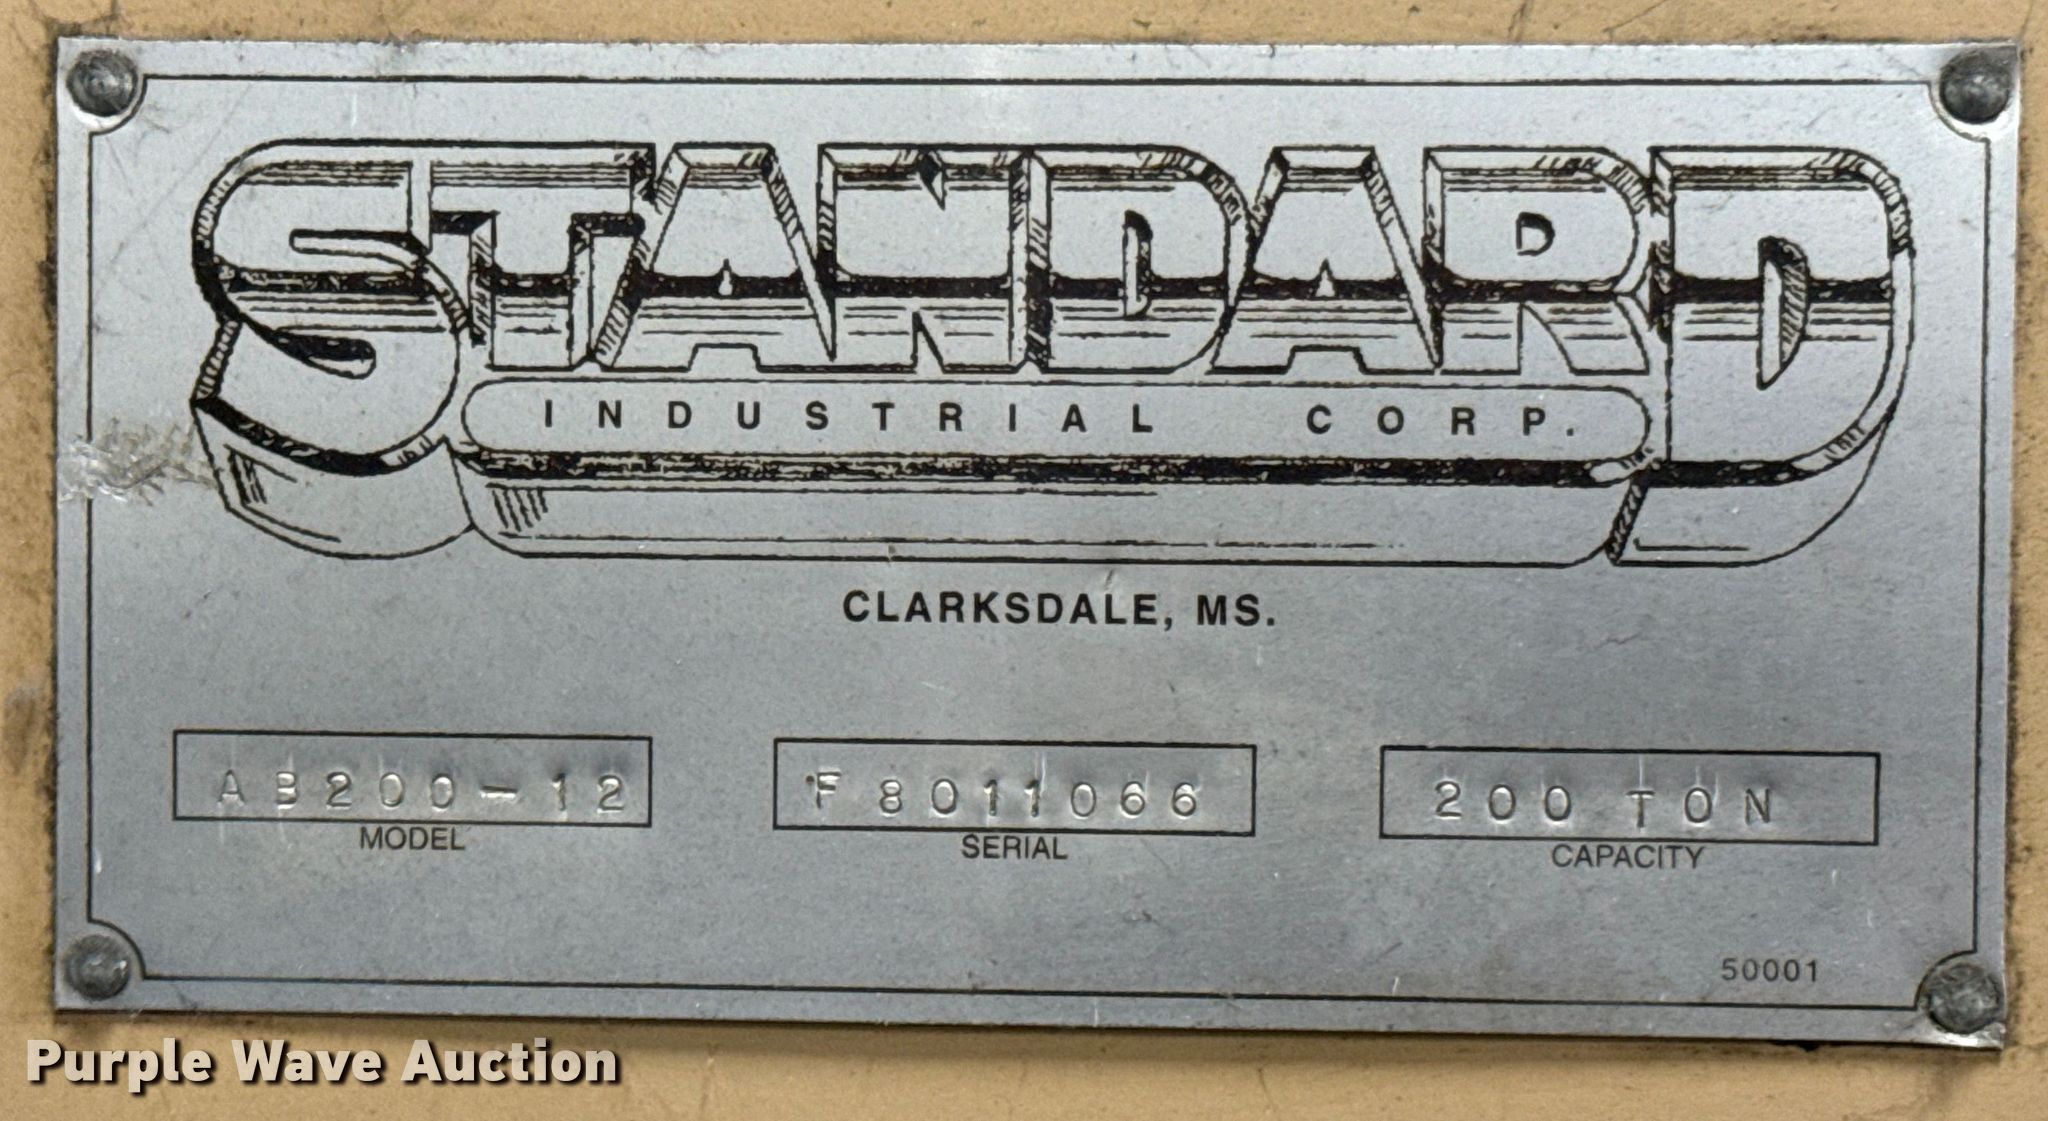 STANDARD
INDUSTRIAL CORP.
CLARKSDALE, MS.
AB200-12 F 8011066 200 TON
MODEL SERIAL CAPACITY
50001
Purple Wave Auction